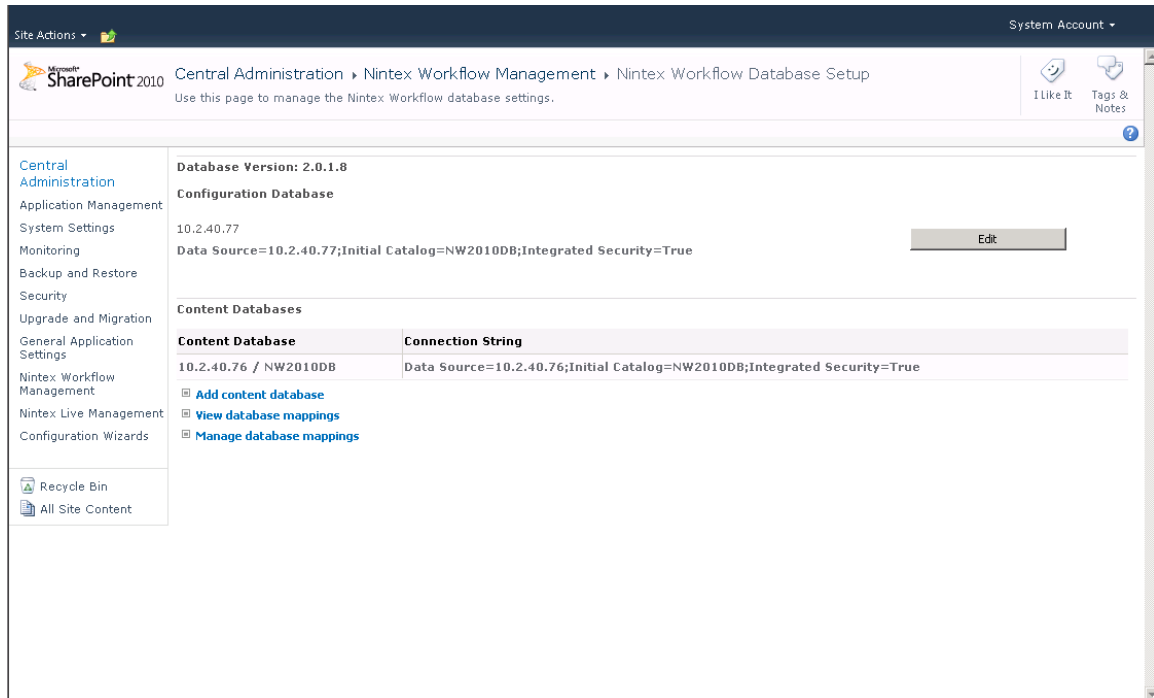 System Account
Site Actions
Microsoft
SharePoint 2010
Central Administration ▸ Nintex Workflow Management ▸ Nintex Workflow Database Setup
Use this page to manage the Nintex Workflow database settings.
I Like It
Tags &
Notes
Central
Administration
Application Management
System Settings
Monitoring
Backup and Restore
Security
Upgrade and Migration
General Application
Settings
Nintex Workflow
Management
Nintex Live Management
Configuration Wizards
Recycle Bin
All Site Content
Database Version: 2.0.1.8
Configuration Database
10.2.40.77
Data Source=10.2.40.77;Initial Catalog=NW2010DB;Integrated Security=True
Edit
Content Databases
Content Database Connection String
10.2.40.76 / NW2010DB Data Source=10.2.40.76;Initial Catalog=NW2010DB;Integrated Security=True
Add content database
View database mappings
Manage database mappings